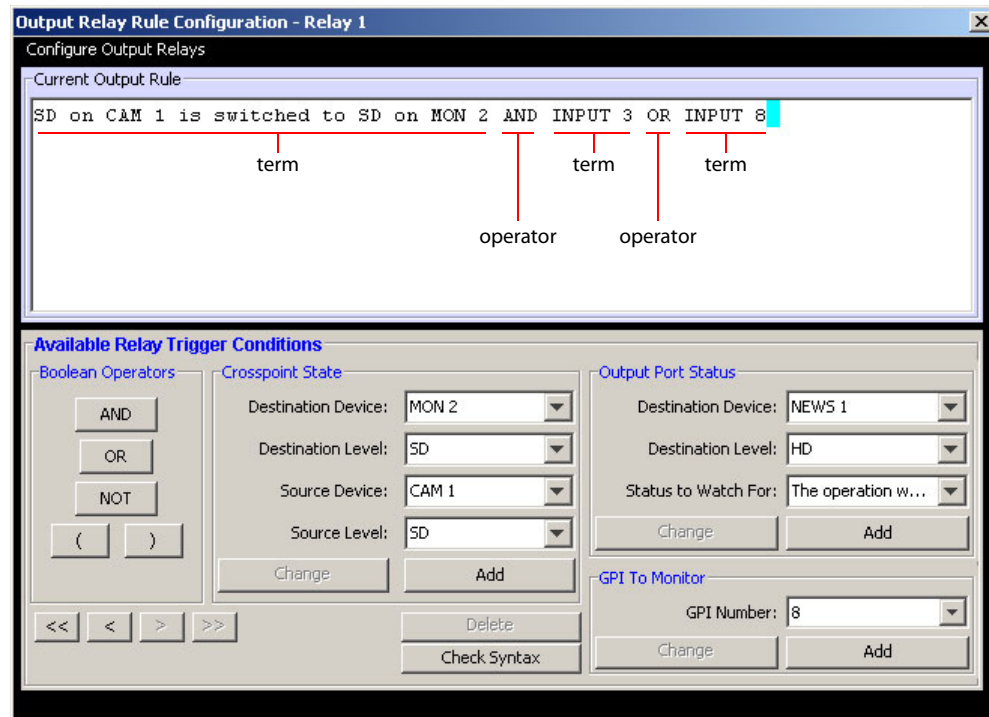 Output Relay Rule Configuration - Relay 1
Configure Output Relays
Current Output Rule
SD on CAM 1 is switched to SD on MON 2 AND INPUT 3 OR INPUT 8
term term term
operator operator
Available Relay Trigger Conditions
Boolean Operators
AND
OR
NOT
( )
Crosspoint State
Destination Device: MON 2
Destination Level: SD
Source Device: CAM 1
Source Level: SD
Change Add
Output Port Status
Destination Device: NEWS 1
Destination Level: HD
Status to Watch For: The operation w...
Change Add
GPI To Monitor
GPI Number: 8
Change Add
<< < > >>
Delete
Check Syntax